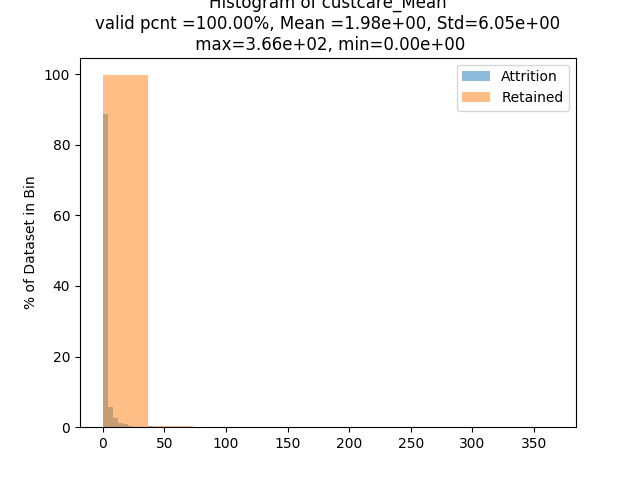 Histogram of custcare_Mean
valid pcnt =100.00%, Mean =1.98e+00, Std=6.05e+00
max=3.66e+02, min=0.00e+00
Attrition
Retained
% of Dataset in Bin
100
80
60
40
20
0
0 50 100 150 200 250 300 350